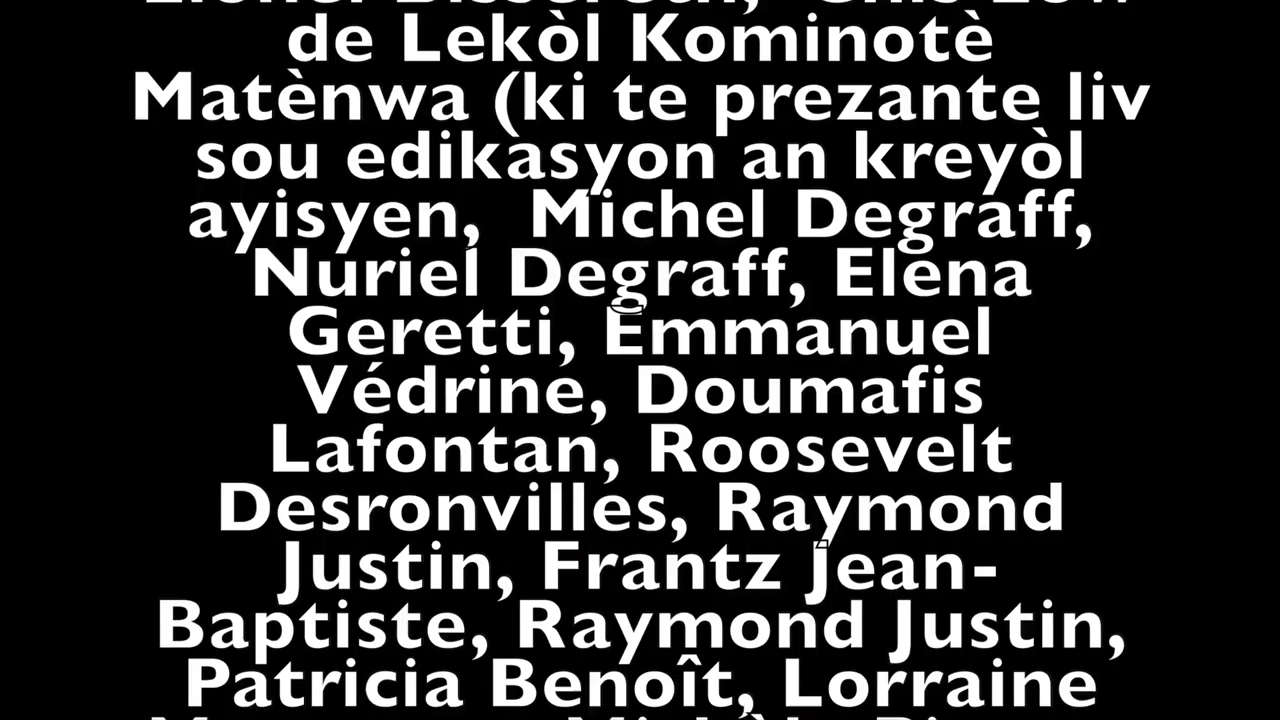 de Lekòl Kominotè
Matènwa (ki te prezante liv
sou edikasyon an kreyòl
ayisyen,  Michel Degraff,
Nuriel Degraff, Elena
Geretti, Emmanuel
Védrine, Doumafis
Lafontan, Roosevelt
Desronvilles, Raymond
Justin, Frantz Jean-
Baptiste, Raymond Justin,
Patricia Benoît, Lorraine